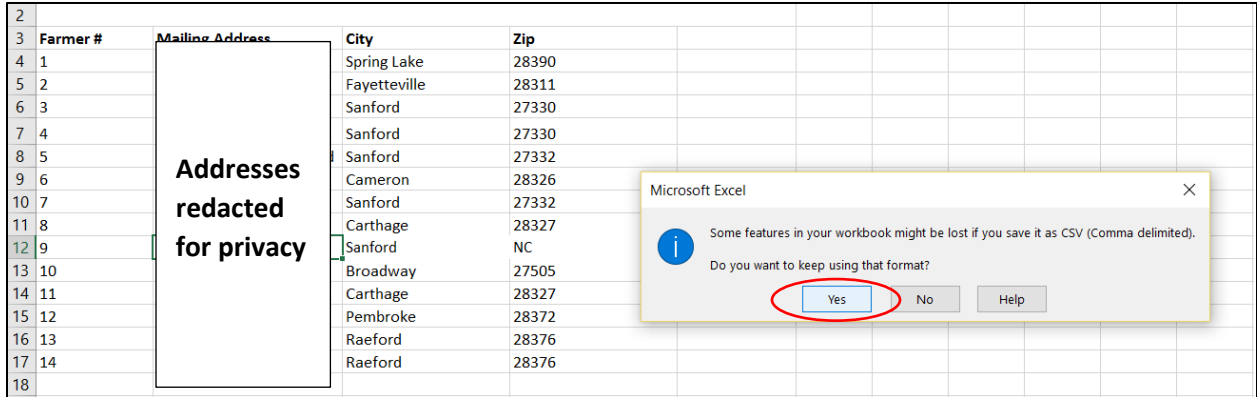 2
3 Farmer # Mailing Address City Zip
4 1 Spring Lake 28390
5 2 Fayetteville 28311
6 3 Sanford 27330
7 4 Sanford 27330
8 5 Sanford 27332
9 6 Cameron 28326
10 7 Sanford 27332
11 8 Carthage 28327
12 9 Sanford NC
13 10 Broadway 27505
14 11 Carthage 28327
15 12 Pembroke 28372
16 13 Raeford 28376
17 14 Raeford 28376
18
Addresses
redacted
for privacy
Microsoft Excel
Some features in your workbook might be lost if you save it as CSV (Comma delimited).
Do you want to keep using that format?
Yes No Help